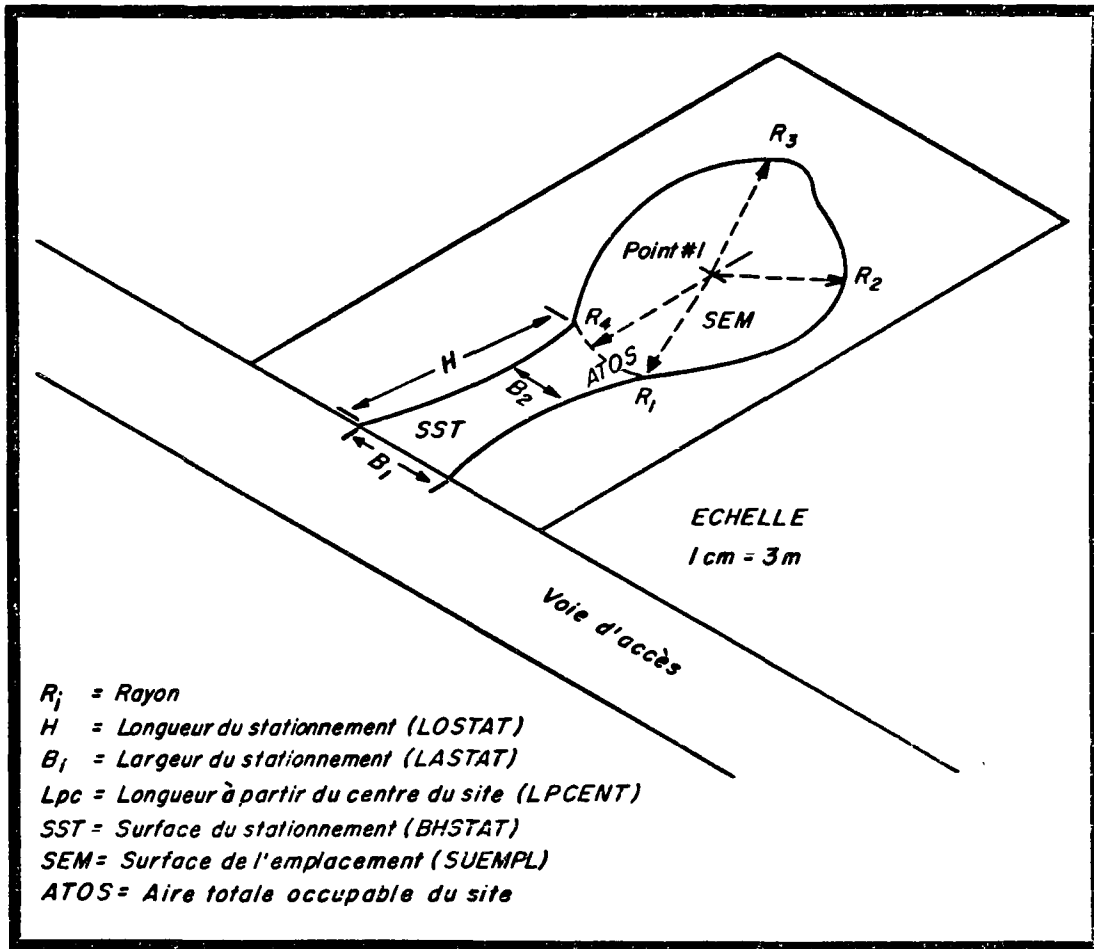 R3
Point #1
R2
R4
SEM
H
ATOS
B2
R1
SST
B1
ECHELLE
1 cm = 3 m
Voie d'accès
Ri = Rayon
H = Longueur du stationnement (LOSTAT)
Bi = Largeur du stationnement (LASTAT)
Lpc = Longueur à partir du centre du site (LPCENT)
SST = Surface du stationnement (BHSTAT)
SEM = Surface de l'emplacement (SUEMPL)
ATOS = Aire totale occupable du site